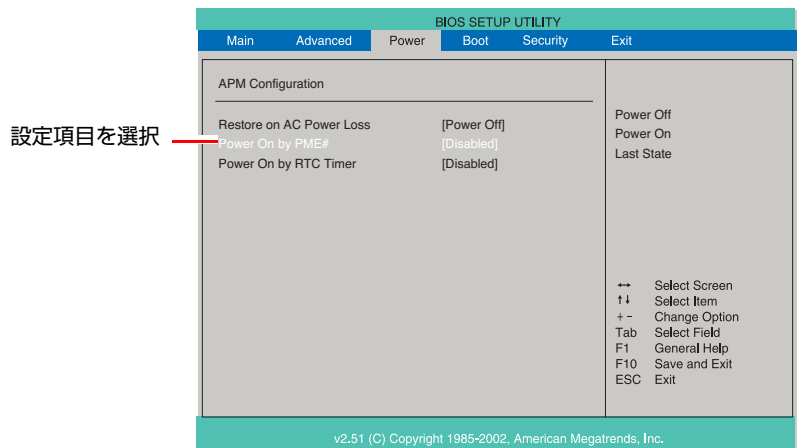 BIOS SETUP UTILITY
Main Advanced Power Boot Security Exit
APM Configuration
Restore on AC Power Loss [Power Off]
Power On by PME# [Disabled]
Power On by RTC Timer [Disabled]
設定項目を選択
Power Off
Power On
Last State
↔ Select Screen
↑↓ Select Item
+- Change Option
Tab Select Field
F1 General Help
F10 Save and Exit
ESC Exit
v2.51 (C) Copyright 1985-2002, American Megatrends, Inc.